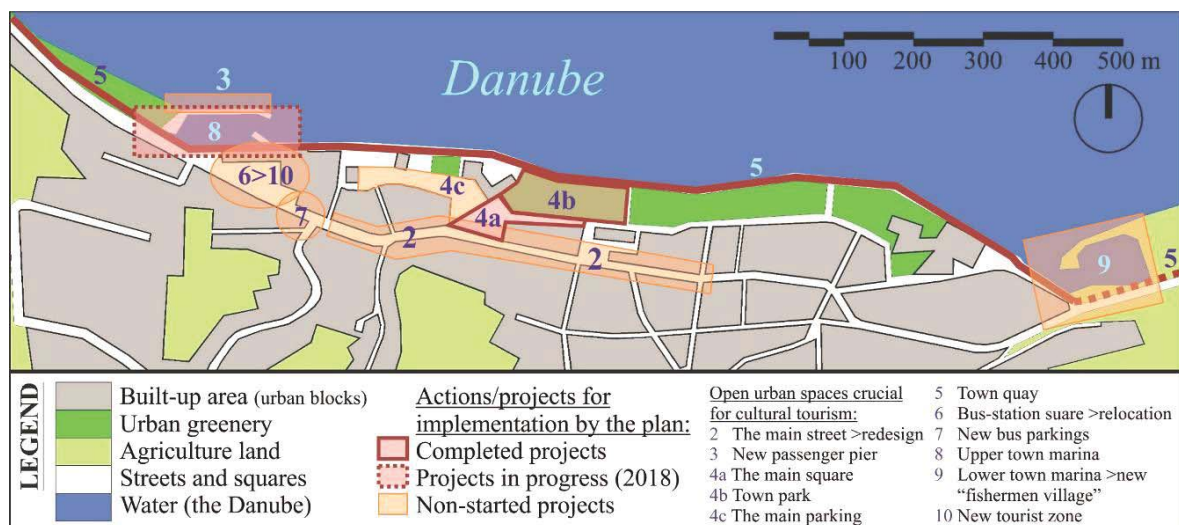 3
5
Danube
100 200 300 400 500 m
8
6>10
7
4c
4a
4b
5
2
2
9
5
LEGEND
Built-up area (urban blocks)
Urban greenery
Agriculture land
Streets and squares
Water (the Danube)
Actions/projects for
implementation by the plan:
Completed projects
Projects in progress (2018)
Non-started projects
Open urban spaces crucial
for cultural tourism:
2 The main street >redesign
3 New passenger pier
4a The main square
4b Town park
4c The main parking
5 Town quay
6 Bus-station suare >relocation
7 New bus parkings
8 Upper town marina
9 Lower town marina >new
"fishermen village"
10 New tourist zone